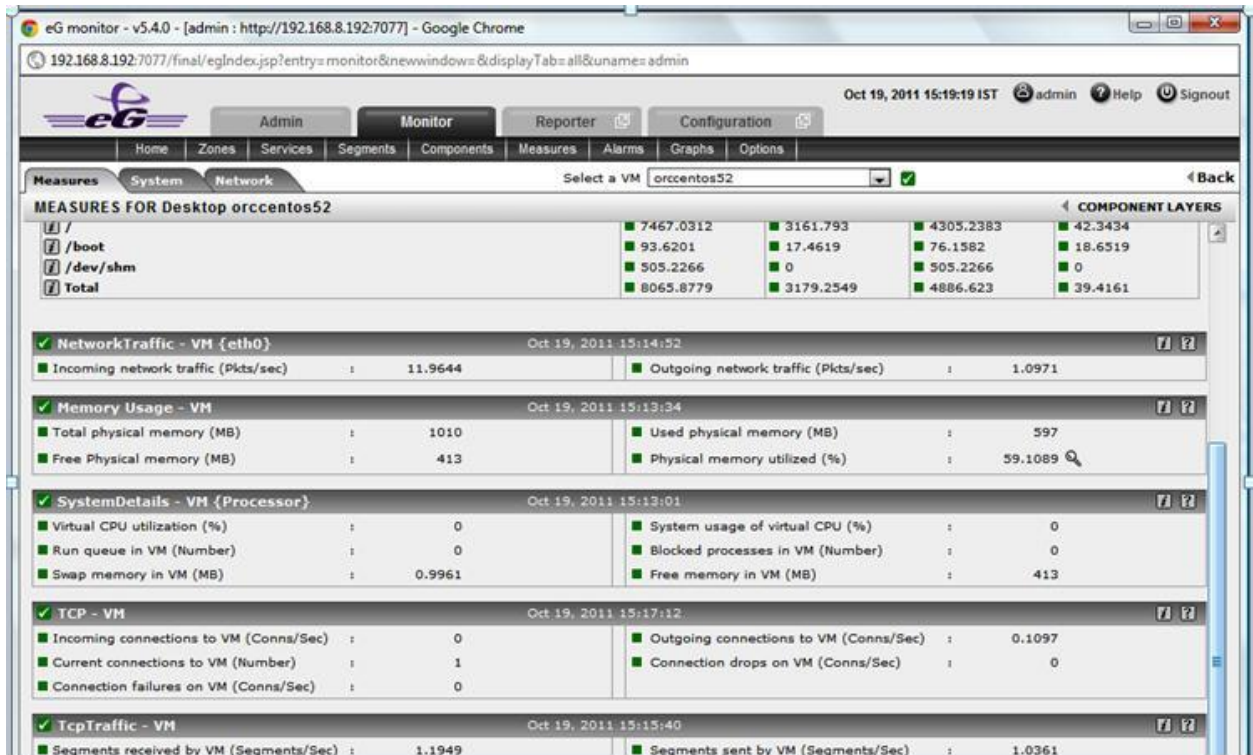 eG monitor - v5.4.0 - [admin : http://192.168.8.192:7077] - Google Chrome
192.168.8.192:7077/final/egIndex.jsp?entry=monitor&newwindow=&displayTab=all&uname=admin
eG
Oct 19, 2011 15:19:19 IST admin Help Signout
Admin Monitor Reporter Configuration
Home Zones Services Segments Components Measures Alarms Graphs Options
Measures System Network Select a VM orccentos52 Back
MEASURES FOR Desktop orccentos52 COMPONENT LAYERS
/ 7467.0312 3161.793 4305.2383 42.3434
/boot 93.6201 17.4619 76.1582 18.6519
/dev/shm 505.2266 0 505.2266 0
Total 8065.8779 3179.2549 4886.623 39.4161
NetworkTraffic - VM {eth0} Oct 19, 2011 15:14:52
Incoming network traffic (Pkts/sec) : 11.9644 Outgoing network traffic (Pkts/sec) : 1.0971
Memory Usage - VM Oct 19, 2011 15:13:34
Total physical memory (MB) : 1010 Used physical memory (MB) : 597
Free Physical memory (MB) : 413 Physical memory utilized (%) : 59.1089
SystemDetails - VM {Processor} Oct 19, 2011 15:13:01
Virtual CPU utilization (%) : 0 System usage of virtual CPU (%) : 0
Run queue in VM (Number) : 0 Blocked processes in VM (Number) : 0
Swap memory in VM (MB) : 0.9961 Free memory in VM (MB) : 413
TCP - VM Oct 19, 2011 15:17:12
Incoming connections to VM (Conns/Sec) : 0 Outgoing connections to VM (Conns/Sec) : 0.1097
Current connections to VM (Number) : 1 Connection drops on VM (Conns/Sec) : 0
Connection failures on VM (Conns/Sec) : 0
TcpTraffic - VM Oct 19, 2011 15:15:40
Segments received by VM (Segments/Sec) : 1.1949 Segments sent by VM (Segments/Sec) : 1.0361